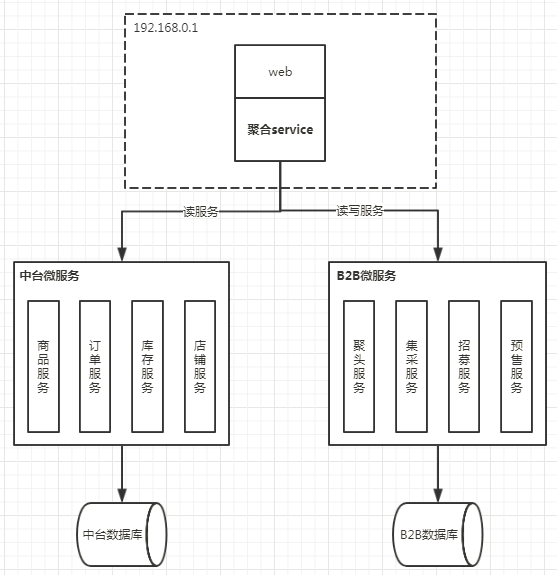 192.168.0.1
web
聚合service
读服务
读写服务
中台微服务
商品服务
订单服务
库存服务
店铺服务
B2B微服务
聚头服务
集采服务
招募服务
预售服务
中台数据库
B2B数据库